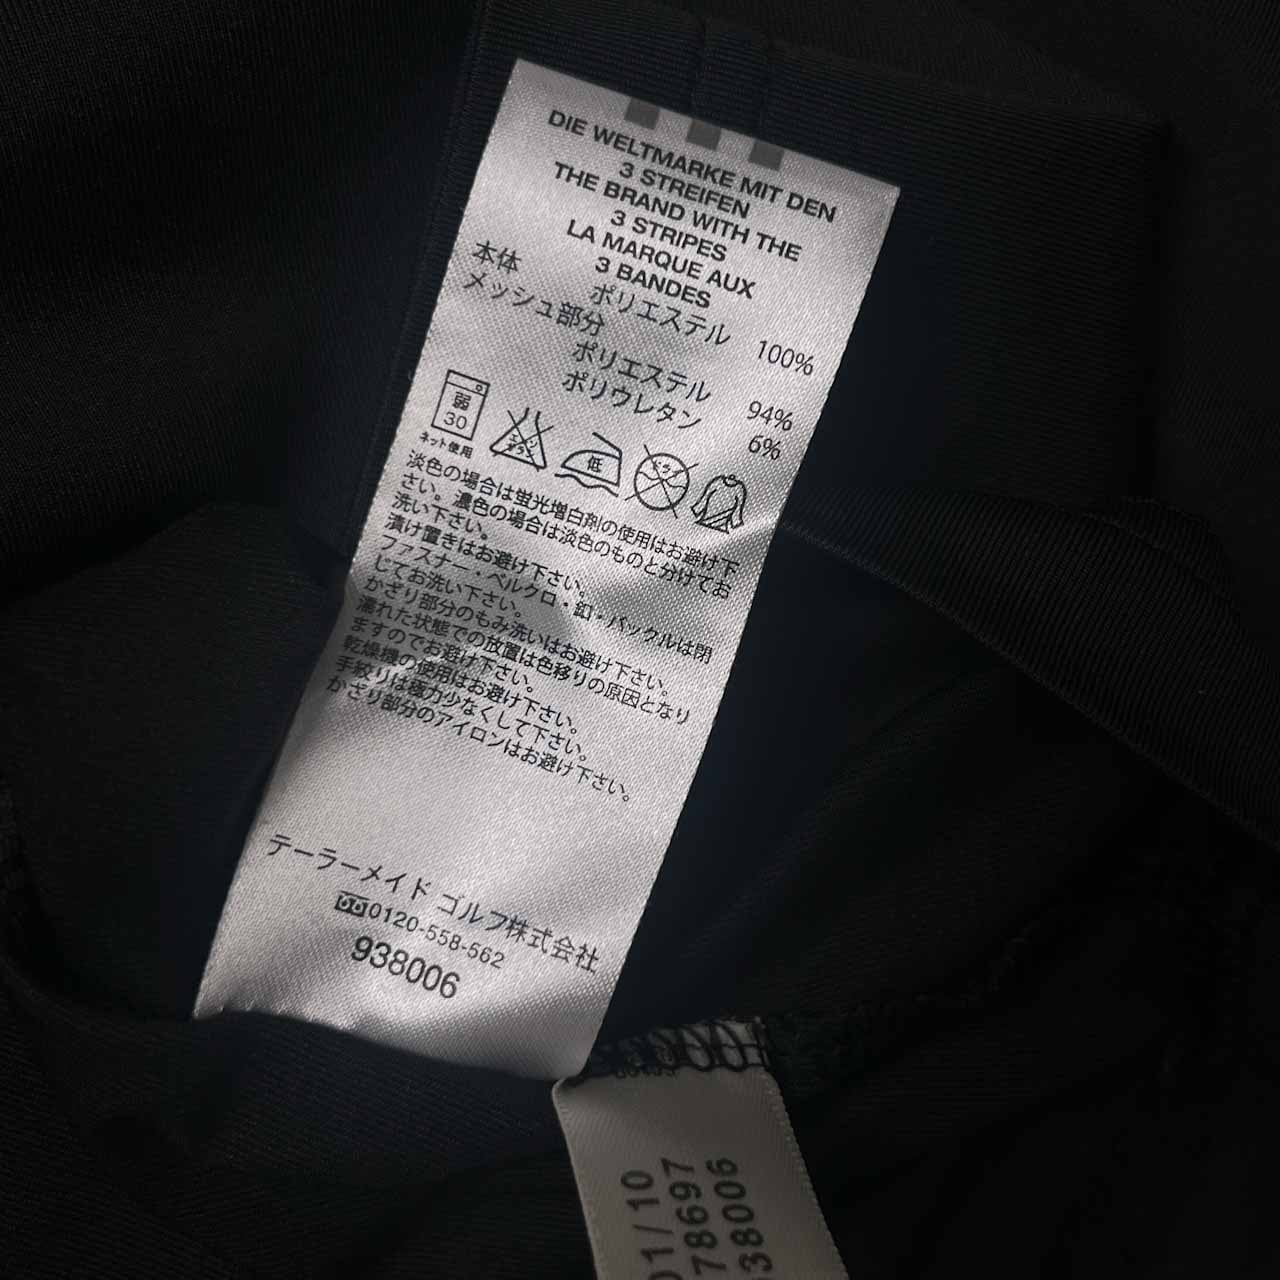 DIE WELTMARKE MIT DEN
3 STREIFEN
THE BRAND WITH THE
3 STRIPES
LA MARQUE AUX
3 BANDES
本体
ポリエステル 100%
メッシュ部分
ポリエステル 94%
ポリウレタン 6%
弱
30
ネット使用
エンソサラシ
低
ドライ
淡色の場合は蛍光増白剤の使用はお避け下
さい。濃色の場合は淡色のものと分けてお
洗い下さい。
漬け置きはお避け下さい。
ファスナー・ベルクロ・釦・バックルは閉
じてお洗い下さい。
かざり部分のもみ洗いはお避け下さい。
濡れた状態での放置は色移りの原因となり
ますのでお避け下さい。
乾燥機の使用はお避け下さい。
手絞りは極力少なくして下さい。
かざり部分のアイロンはお避け下さい。
テーラーメイド ゴルフ株式会社
0120-558-562
938006
01/10
78697
38006